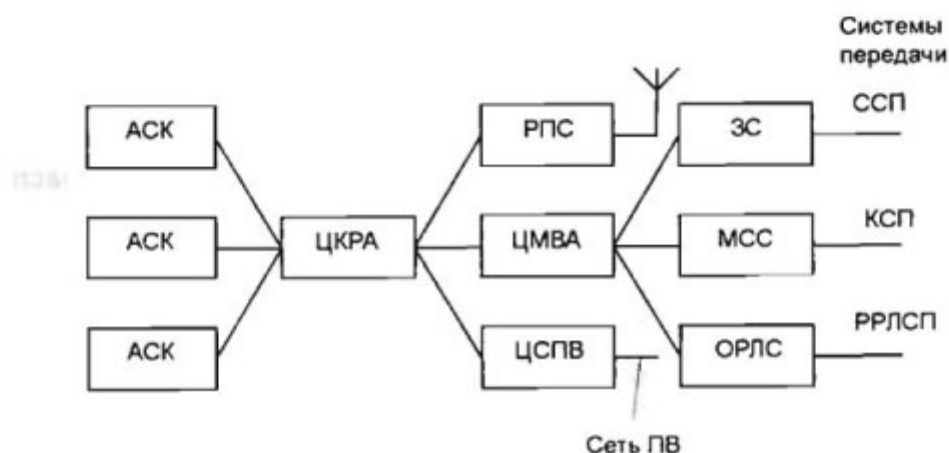 Системы
передачи
АСК
РПС
ЗС
ССП
АСК
ЦКРА
ЦМВА
МСС
КСП
АСК
ЦСПВ
ОРЛС
РРЛСП
Сеть ПВ